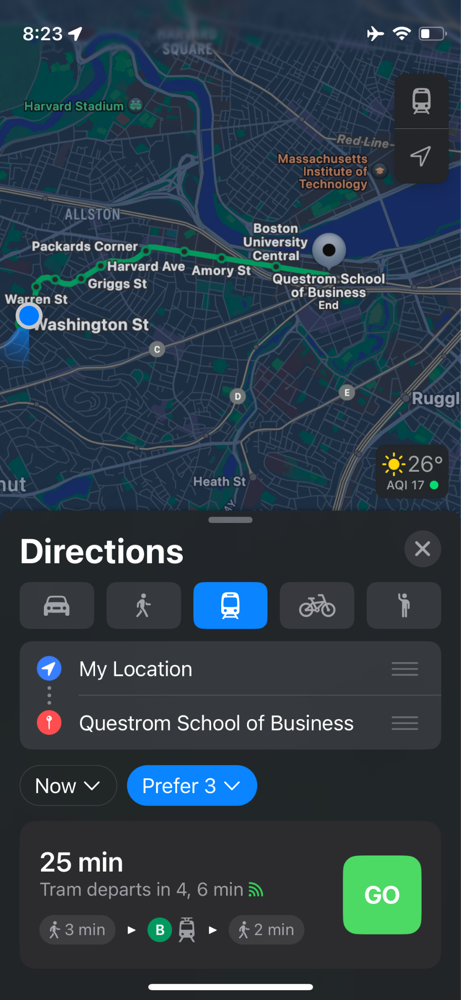 8:23
HARVARD
SQUARE
Harvard Stadium
Red Line
Massachusetts
Institute of
Technology
ALLSTON
Boston
University
Central
Packards Corner
Harvard Ave
Amory St
Griggs St
Questrom School
of Business
End
Warren St
Washington St
C
D
E
Ruggl
26°
AQI 17
Heath St
nut
AY
Directions
My Location
Questrom School of Business
Now
Prefer 3
25 min
Tram departs in 4, 6 min
3 min
B
2 min
GO